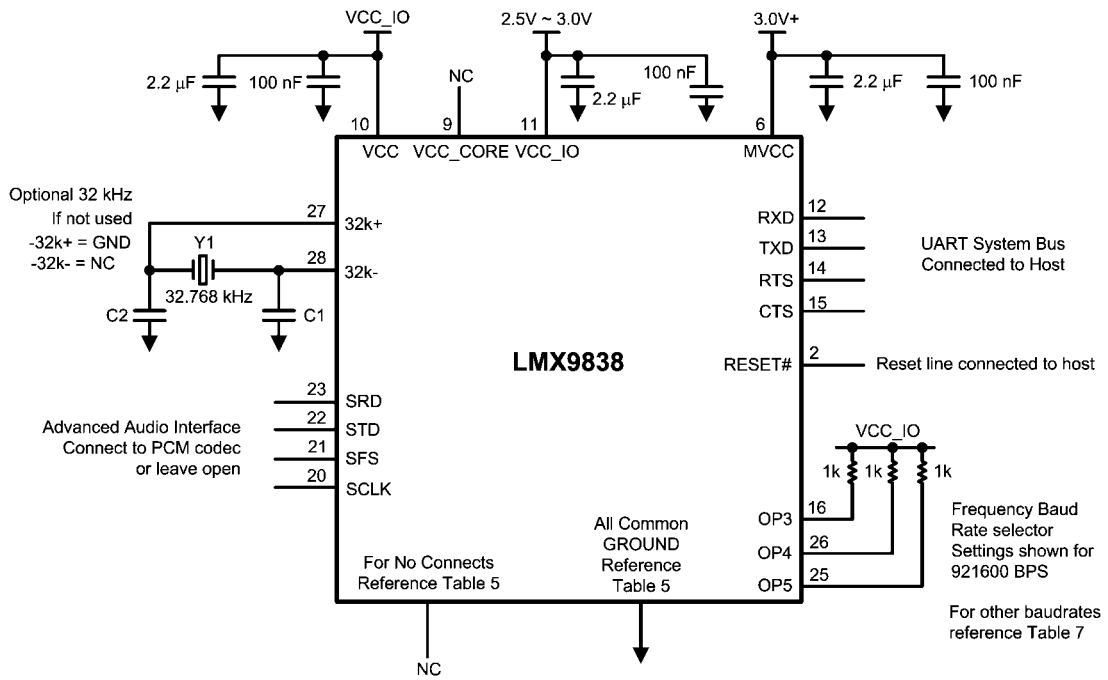 VCC_IO
2.5V ~ 3.0V
3.0V+
2.2 µF
100 nF
NC
2.2 µF
100 nF
2.2 µF
100 nF
10
9
11
6
VCC
VCC_CORE
VCC_IO
MVCC
Optional 32 kHz
If not used
-32k+ = GND
-32k- = NC
27
32k+
Y1
28
32k-
32.768 kHz
C2
C1
RXD
12
TXD
13
RTS
14
CTS
15
UART System Bus
Connected to Host
LMX9838
RESET#
2
Reset line connected to host
Advanced Audio Interface
Connect to PCM codec
or leave open
23
SRD
22
STD
21
SFS
20
SCLK
VCC_IO
1k
1k
1k
OP3
16
OP4
26
OP5
25
Frequency Baud
Rate selector
Settings shown for
921600 BPS
For other baudrates
reference Table 7
For No Connects
Reference Table 5
All Common
GROUND
Reference
Table 5
NC